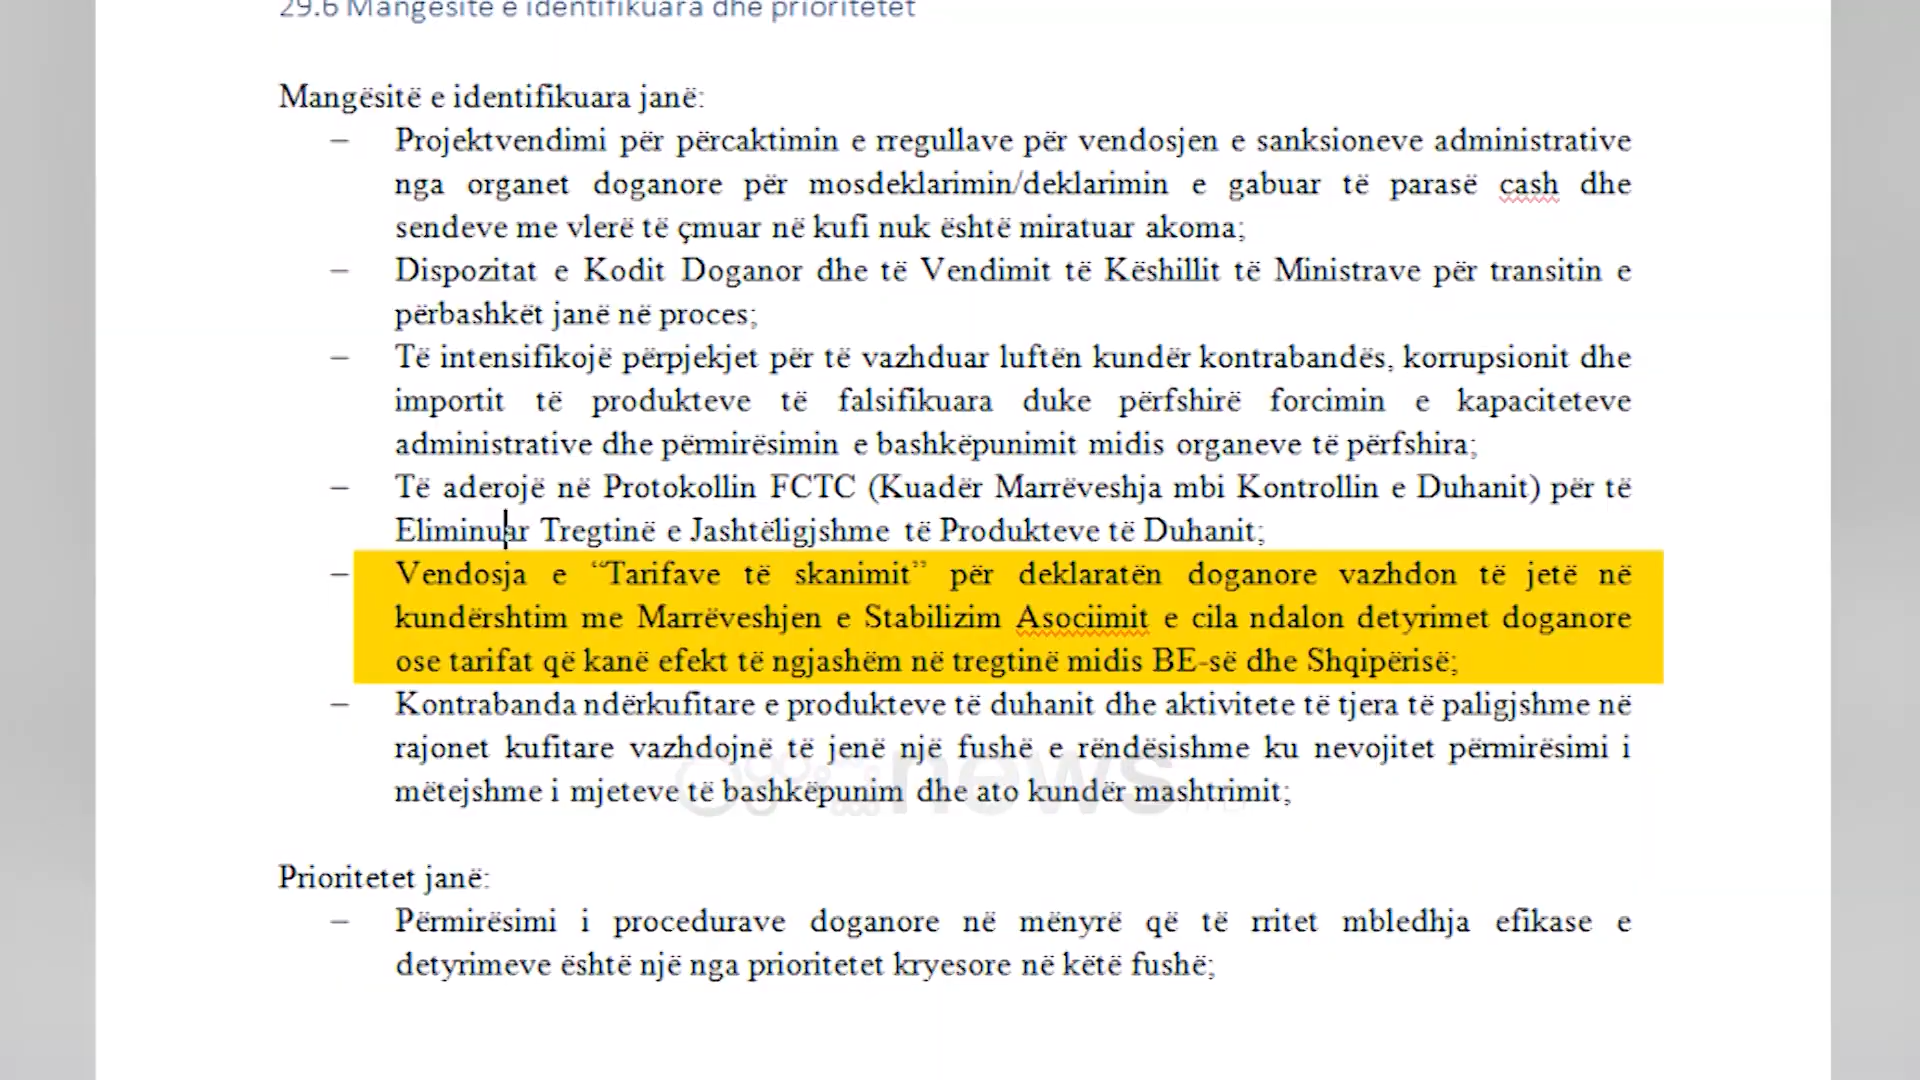 29.6 Mangësitë e identifikuara dhe prioritetet
Mangësitë e identifikuara janë:
– Projektvendimi për përcaktimin e rregullave për vendosjen e sanksioneve administrative
nga organet doganore për mosdeklarimin/deklarimin e gabuar të parasë cash dhe
sendeve me vlerë të çmuar në kufi nuk është miratuar akoma;
– Dispozitat e Kodit Doganor dhe të Vendimit të Këshillit të Ministrave për transitin e
përbashkët janë në proces;
– Të intensifikojë përpjekjet për të vazhduar luftën kundër kontrabandës, korrupsionit dhe
importit të produkteve të falsifikuara duke përfshirë forcimin e kapaciteteve
administrative dhe përmirësimin e bashkëpunimit midis organeve të përfshira;
– Të aderojë në Protokollin FCTC (Kuadër Marrëveshja mbi Kontrollin e Duhanit) për të
Eliminuar Tregtinë e Jashtëligjshme të Produkteve të Duhanit;
– Vendosja e “Tarifave të skanimit” për deklaratën doganore vazhdon të jetë në
kundërshtim me Marrëveshjen e Stabilizim Asociimit e cila ndalon detyrimet doganore
ose tarifat që kanë efekt të ngjashëm në tregtinë midis BE-së dhe Shqipërisë;
– Kontrabanda ndërkufitare e produkteve të duhanit dhe aktivitete të tjera të paligjshme në
rajonet kufitare vazhdojnë të jenë një fushë e rëndësishme ku nevojitet përmirësimi i
mëtejshme i mjeteve të bashkëpunim dhe ato kundër mashtrimit;
news
Prioritetet janë:
– Përmirësimi i procedurave doganore në mënyrë që të rritet mbledhja efikase e
detyrimeve është një nga prioritetet kryesore në këtë fushë;